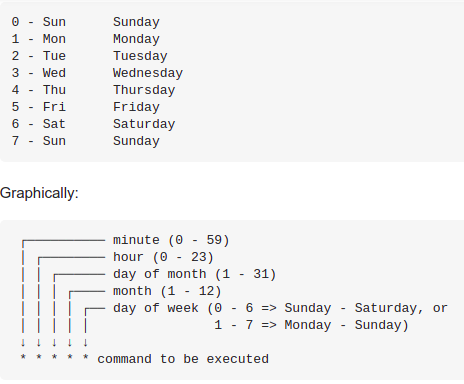 0 - Sun      Sunday
1 - Mon      Monday
2 - Tue      Tuesday
3 - Wed      Wednesday
4 - Thu      Thursday
5 - Fri      Friday
6 - Sat      Saturday
7 - Sun      Sunday
Graphically:
minute (0 - 59)
hour (0 - 23)
day of month (1 - 31)
month (1 - 12)
day of week (0 - 6 => Sunday - Saturday, or
1 - 7 => Monday - Sunday)
↓ ↓ ↓ ↓ ↓
* * * * * command to be executed